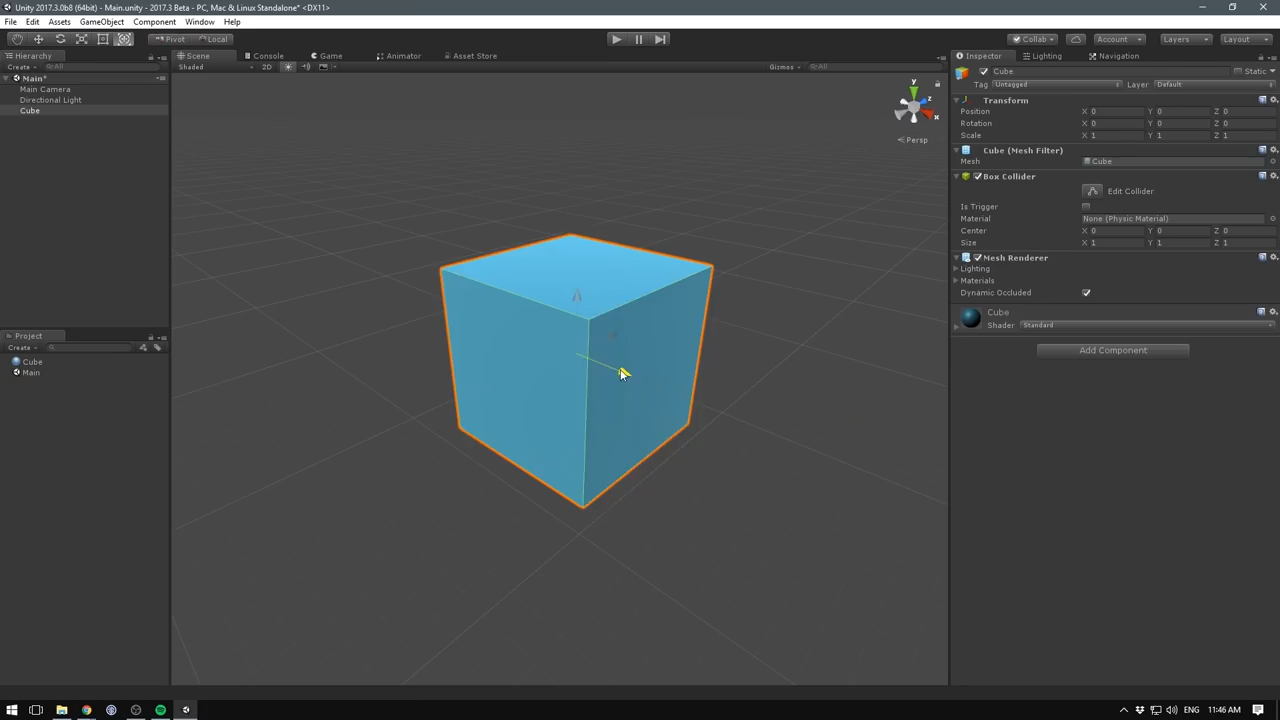 Unity 2017.3.0b8 (64bit) - Main.unity - PC, Mac & Linux Standalone* <DX11>
File Edit Assets GameObject Component Window Help
Pivot Local Collab Account Layers Layout
Hierarchy
Create All
Main*
Main Camera
Directional Light
Cube
Project
Create
Cube
Main
Scene Console Game Animator Asset Store
Shaded 2D Gizmos All
y
z
x
Persp
Inspector Lighting Navigation
Cube Static
Tag Untagged Layer Default
Transform
Position X 0 Y 0 Z 0
Rotation X 0 Y 0 Z 0
Scale X 1 Y 1 Z 1
Cube (Mesh Filter)
Mesh Cube
Box Collider
Edit Collider
Is Trigger
Material None (Physic Material)
Center X 0 Y 0 Z 0
Size X 1 Y 1 Z 1
Mesh Renderer
Lighting
Materials
Dynamic Occluded
Cube
Shader Standard
Add Component
ENG 11:46 AM